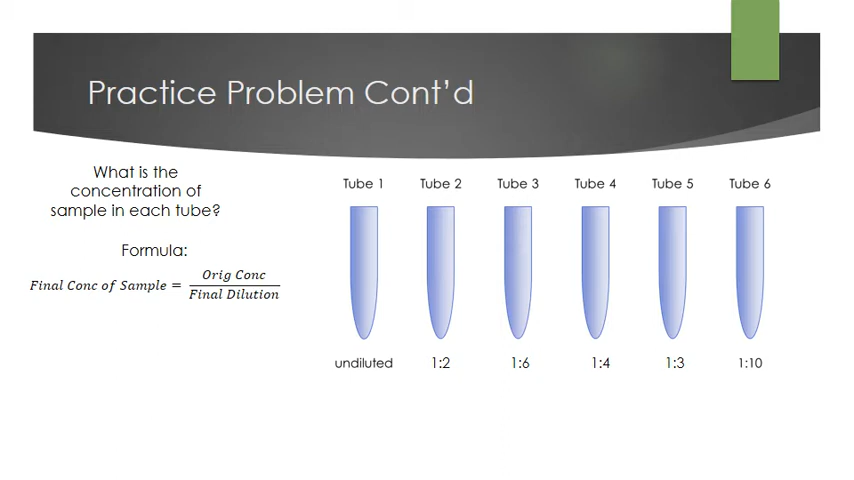 Practice Problem Cont’d
What is the
concentration of
sample in each tube?
Formula:
Final Conc of Sample = Orig Conc / Final Dilution
Tube 1 Tube 2 Tube 3 Tube 4 Tube 5 Tube 6
undiluted 1:2 1:6 1:4 1:3 1:10